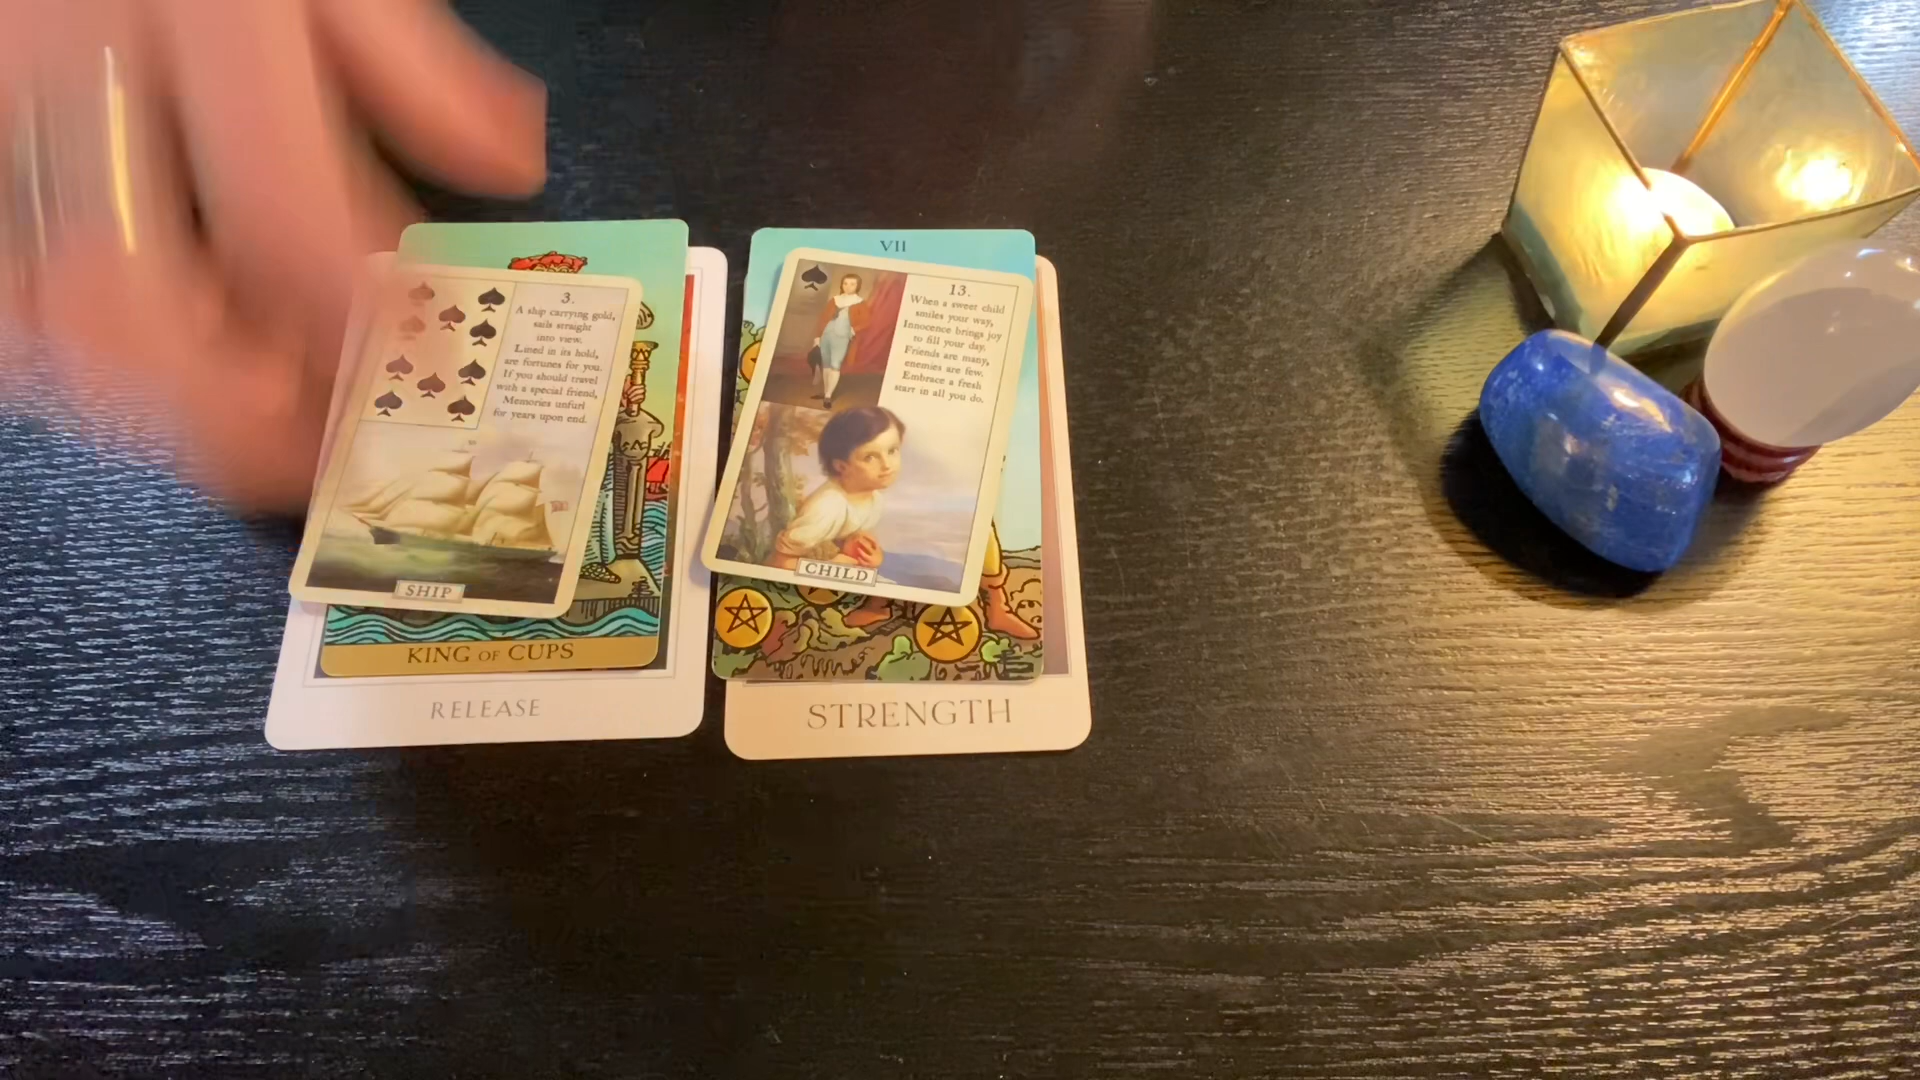 3.
A ship carrying gold,
sails straight
into view.
Lined in its hold,
are fortunes for you.
If you should travel
with a special friend,
Memories unfurl
for years upon end.
SHIP
KING OF CUPS
RELEASE
VII
13.
When a sweet child
smiles your way,
Innocence brings joy
to fill your day.
Friends are many,
enemies are few.
Embrace a fresh
start in all you do.
CHILD
STRENGTH